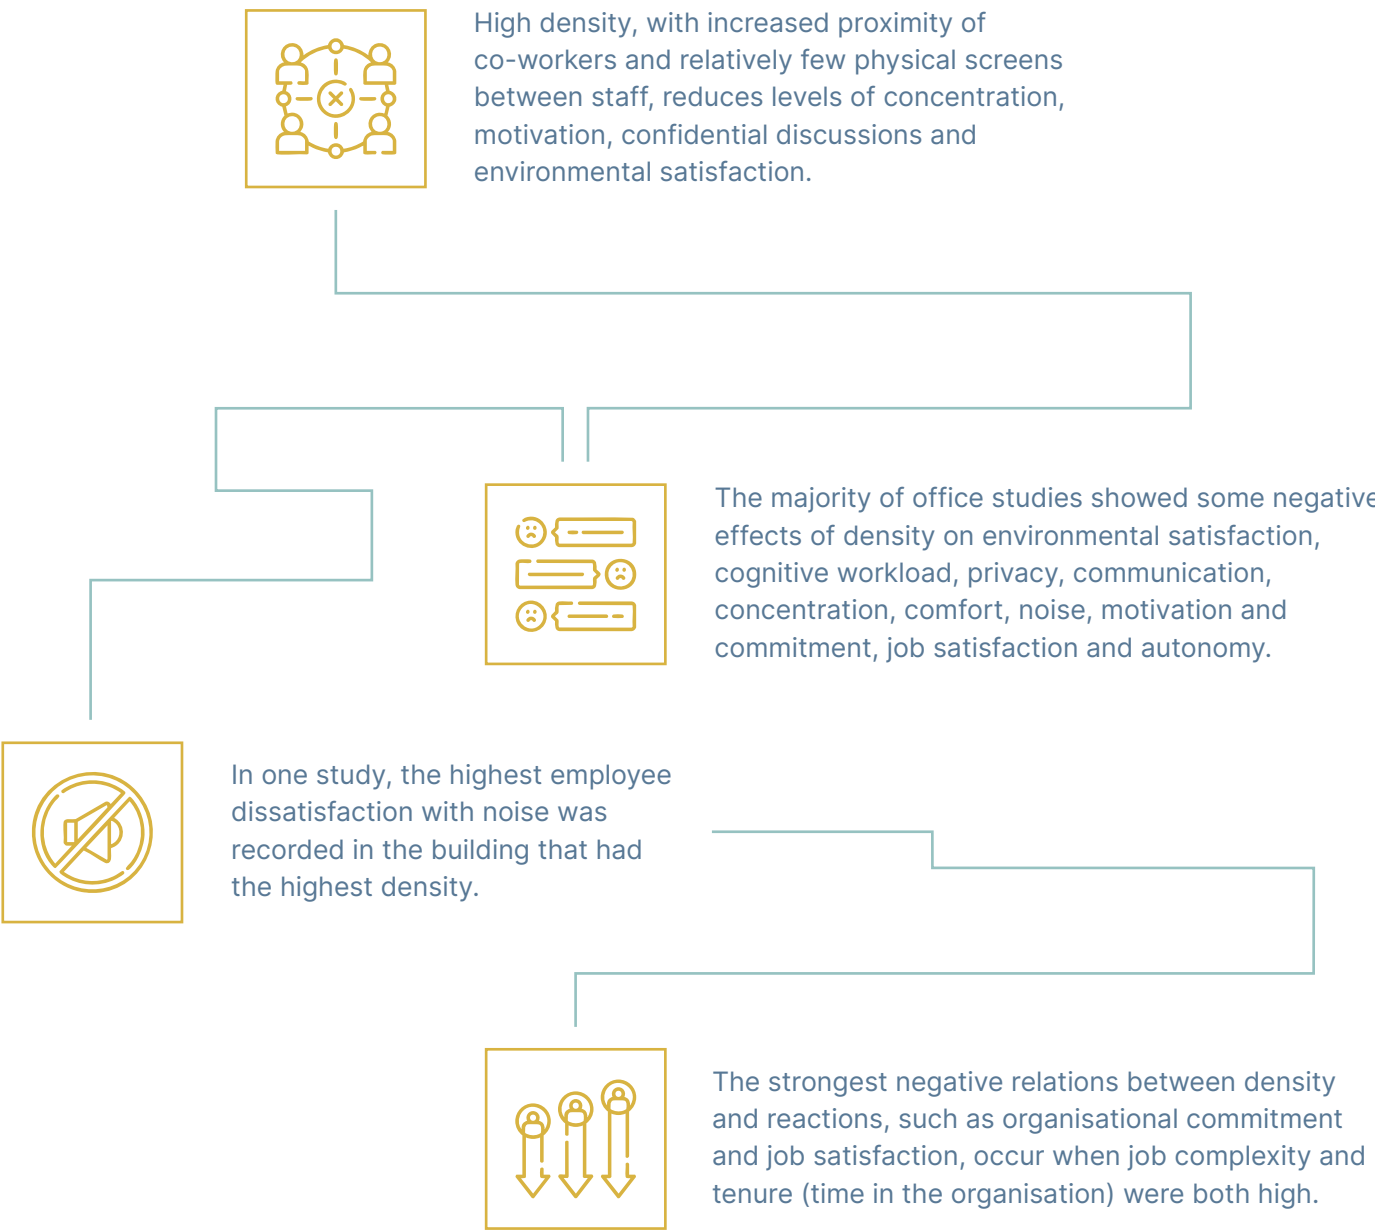 High density, with increased proximity of
co-workers and relatively few physical screens
between staff, reduces levels of concentration,
motivation, confidential discussions and
environmental satisfaction.
The majority of office studies showed some negative
effects of density on environmental satisfaction,
cognitive workload, privacy, communication,
concentration, comfort, noise, motivation and
commitment, job satisfaction and autonomy.
In one study, the highest employee
dissatisfaction with noise was
recorded in the building that had
the highest density.
The strongest negative relations between density
and reactions, such as organisational commitment
and job satisfaction, occur when job complexity and
tenure (time in the organisation) were both high.